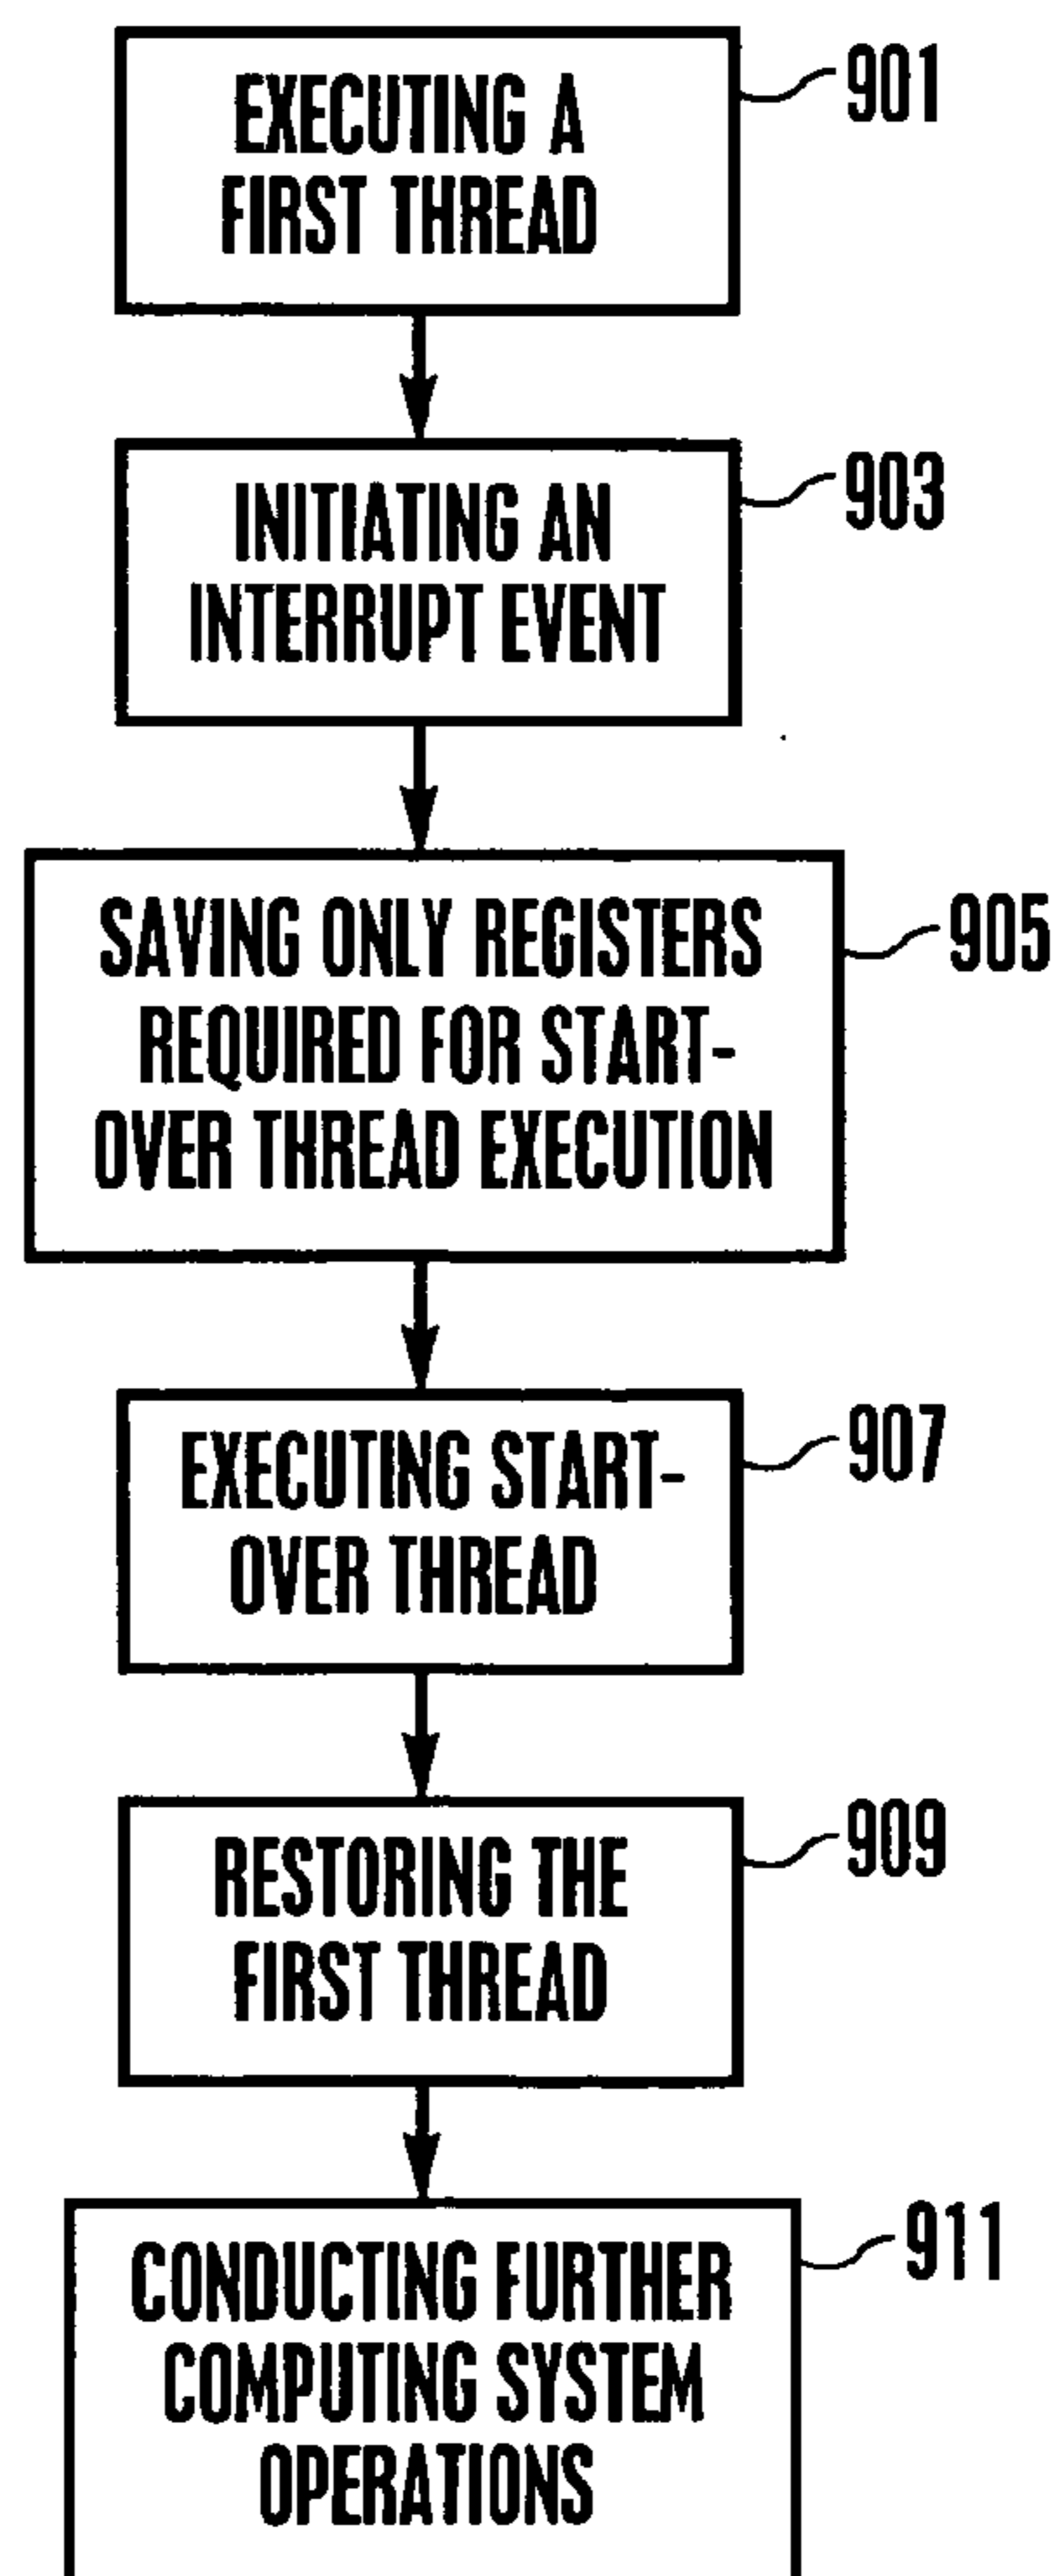 EXECUTING A
FIRST THREAD
901
INITIATING AN
INTERRUPT EVENT
903
SAVING ONLY REGISTERS
REQUIRED FOR START-
OVER THREAD EXECUTION
905
EXECUTING START-
OVER THREAD
907
RESTORING THE
FIRST THREAD
909
CONDUCTING FURTHER
COMPUTING SYSTEM
OPERATIONS
911